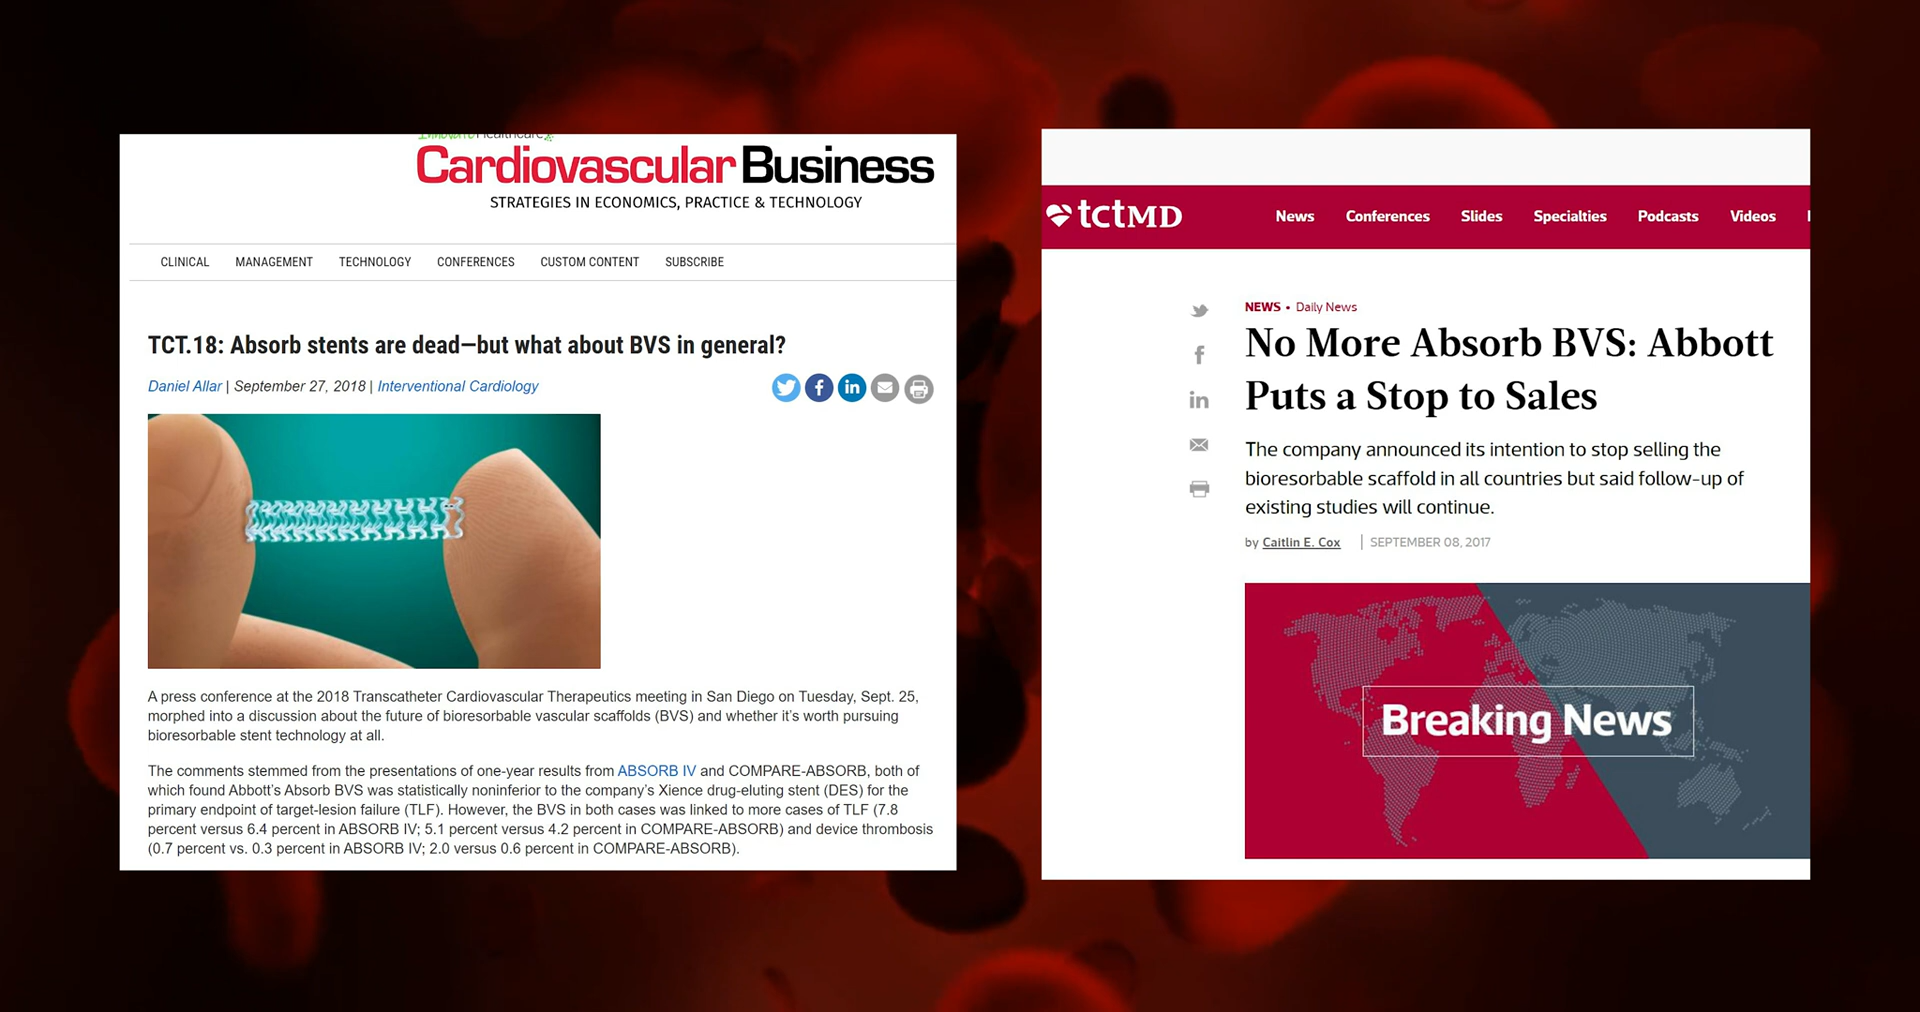 Innovate Healthcare
Cardiovascular Business
STRATEGIES IN ECONOMICS, PRACTICE & TECHNOLOGY
CLINICAL MANAGEMENT TECHNOLOGY CONFERENCES CUSTOM CONTENT SUBSCRIBE
TCT.18: Absorb stents are dead—but what about BVS in general?
Daniel Allar | September 27, 2018 | Interventional Cardiology
A press conference at the 2018 Transcatheter Cardiovascular Therapeutics meeting in San Diego on Tuesday, Sept. 25,
morphed into a discussion about the future of bioresorbable vascular scaffolds (BVS) and whether it's worth pursuing
bioresorbable stent technology at all.
The comments stemmed from the presentations of one-year results from ABSORB IV and COMPARE-ABSORB, both of
which found Abbott's Absorb BVS was statistically noninferior to the company's Xience drug-eluting stent (DES) for the
primary endpoint of target-lesion failure (TLF). However, the BVS in both cases was linked to more cases of TLF (7.8
percent versus 6.4 percent in ABSORB IV; 5.1 percent versus 4.2 percent in COMPARE-ABSORB) and device thrombosis
(0.7 percent vs. 0.3 percent in ABSORB IV; 2.0 versus 0.6 percent in COMPARE-ABSORB).
tctMD
News Conferences Slides Specialties Podcasts Videos
NEWS • Daily News
No More Absorb BVS: Abbott
Puts a Stop to Sales
The company announced its intention to stop selling the
bioresorbable scaffold in all countries but said follow-up of
existing studies will continue.
by Caitlin E. Cox | SEPTEMBER 08, 2017
Breaking News